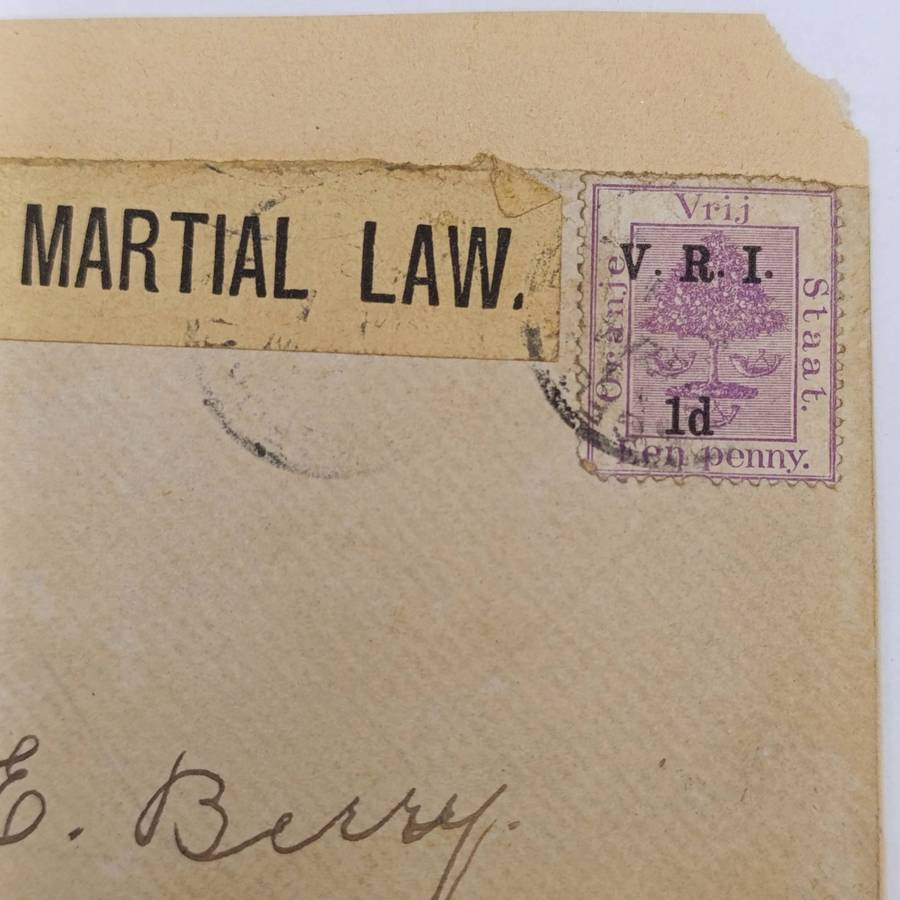 MARTIAL LAW.
Vrij
Oranje
Staat.
V. R. I.
1d
Een penny.
E. Berry.